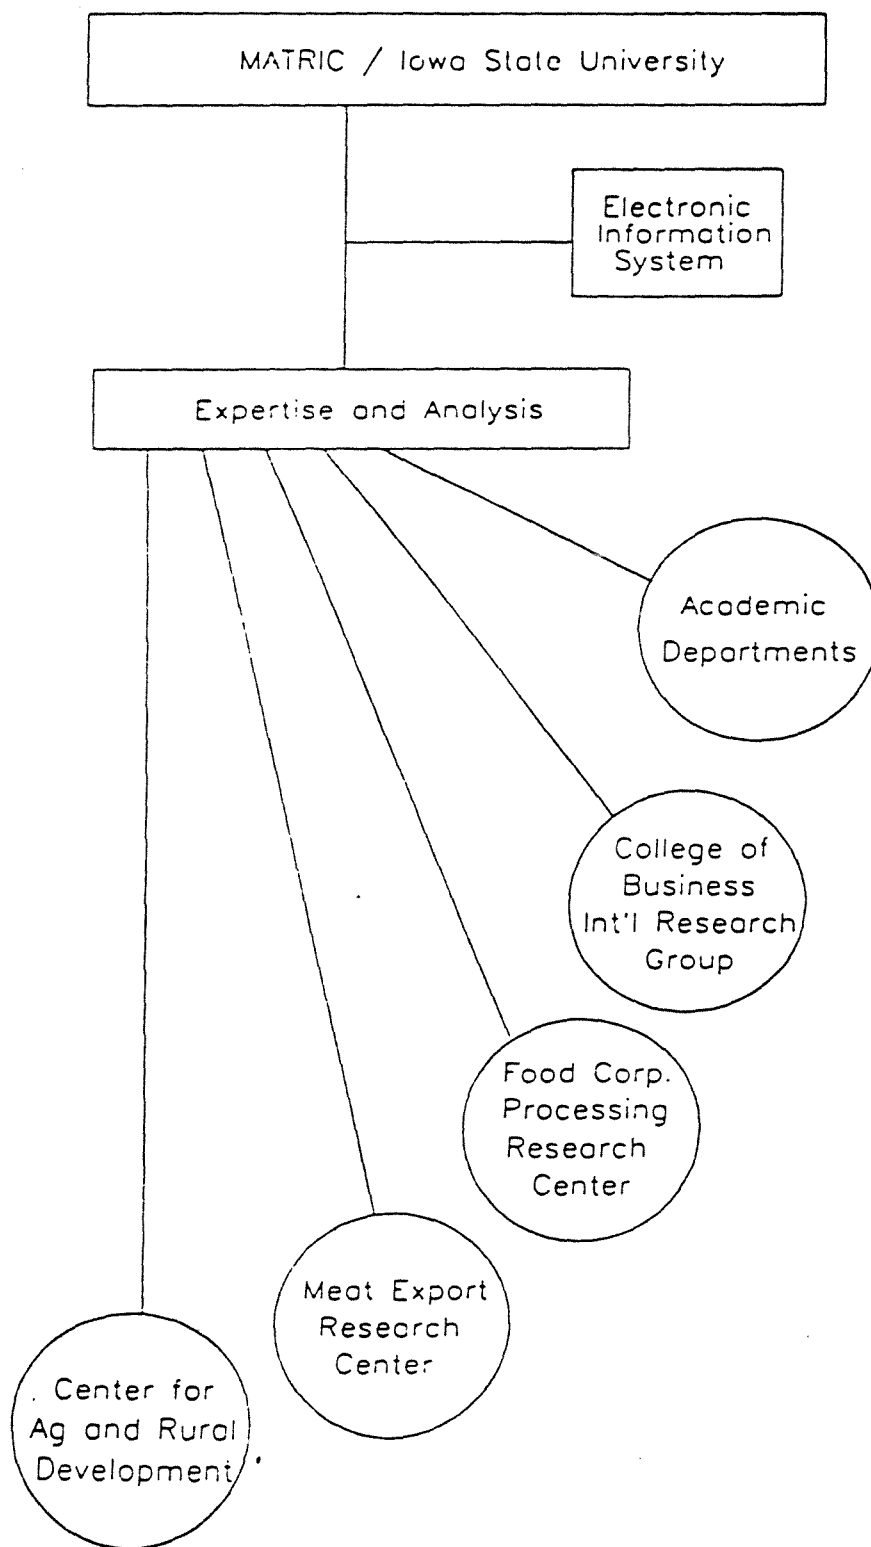 MATRIC / Iowa State University
Electronic
Information
System
Expertise and Analysis
Academic
Departments
College of
Business
Int'l Research
Group
Food Corp.
Processing
Research
Center
Meat Export
Research
Center
Center for
Ag and Rural
Development